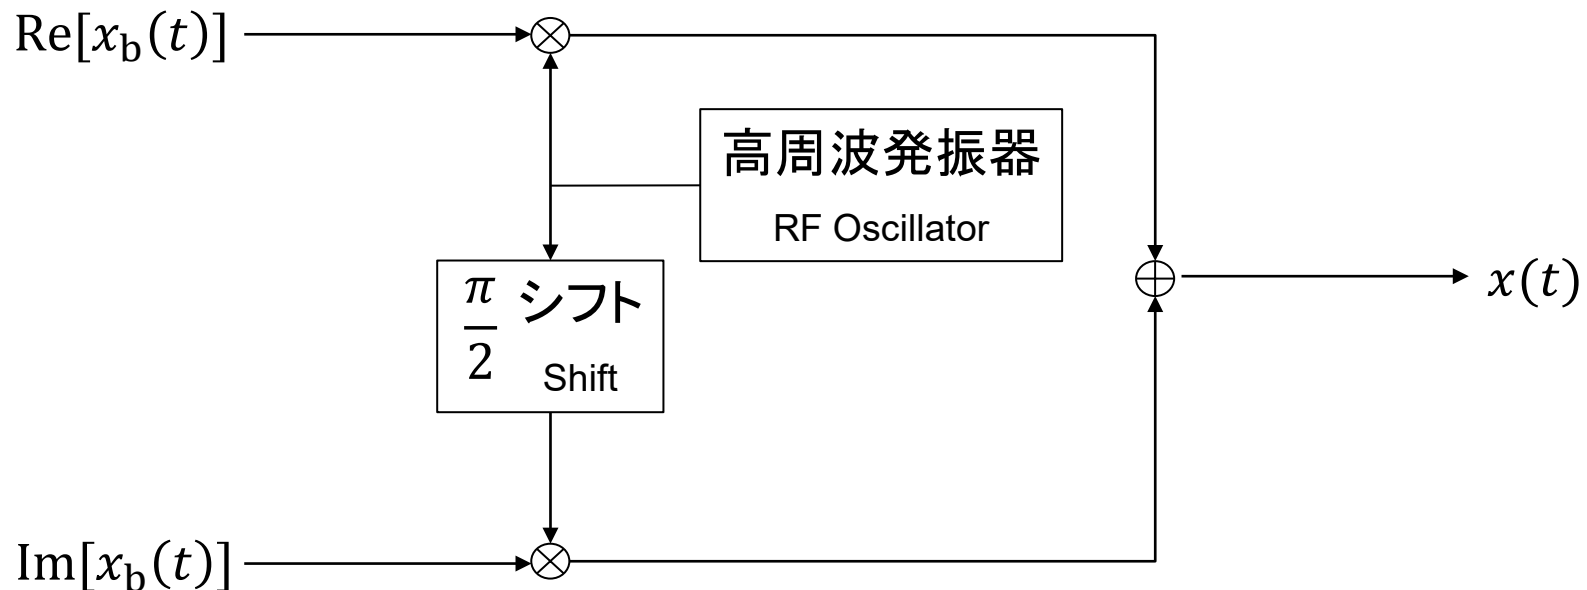 Re[x_b(t)]
高周波発振器
RF Oscillator
π/2 シフト
Shift
x(t)
Im[x_b(t)]